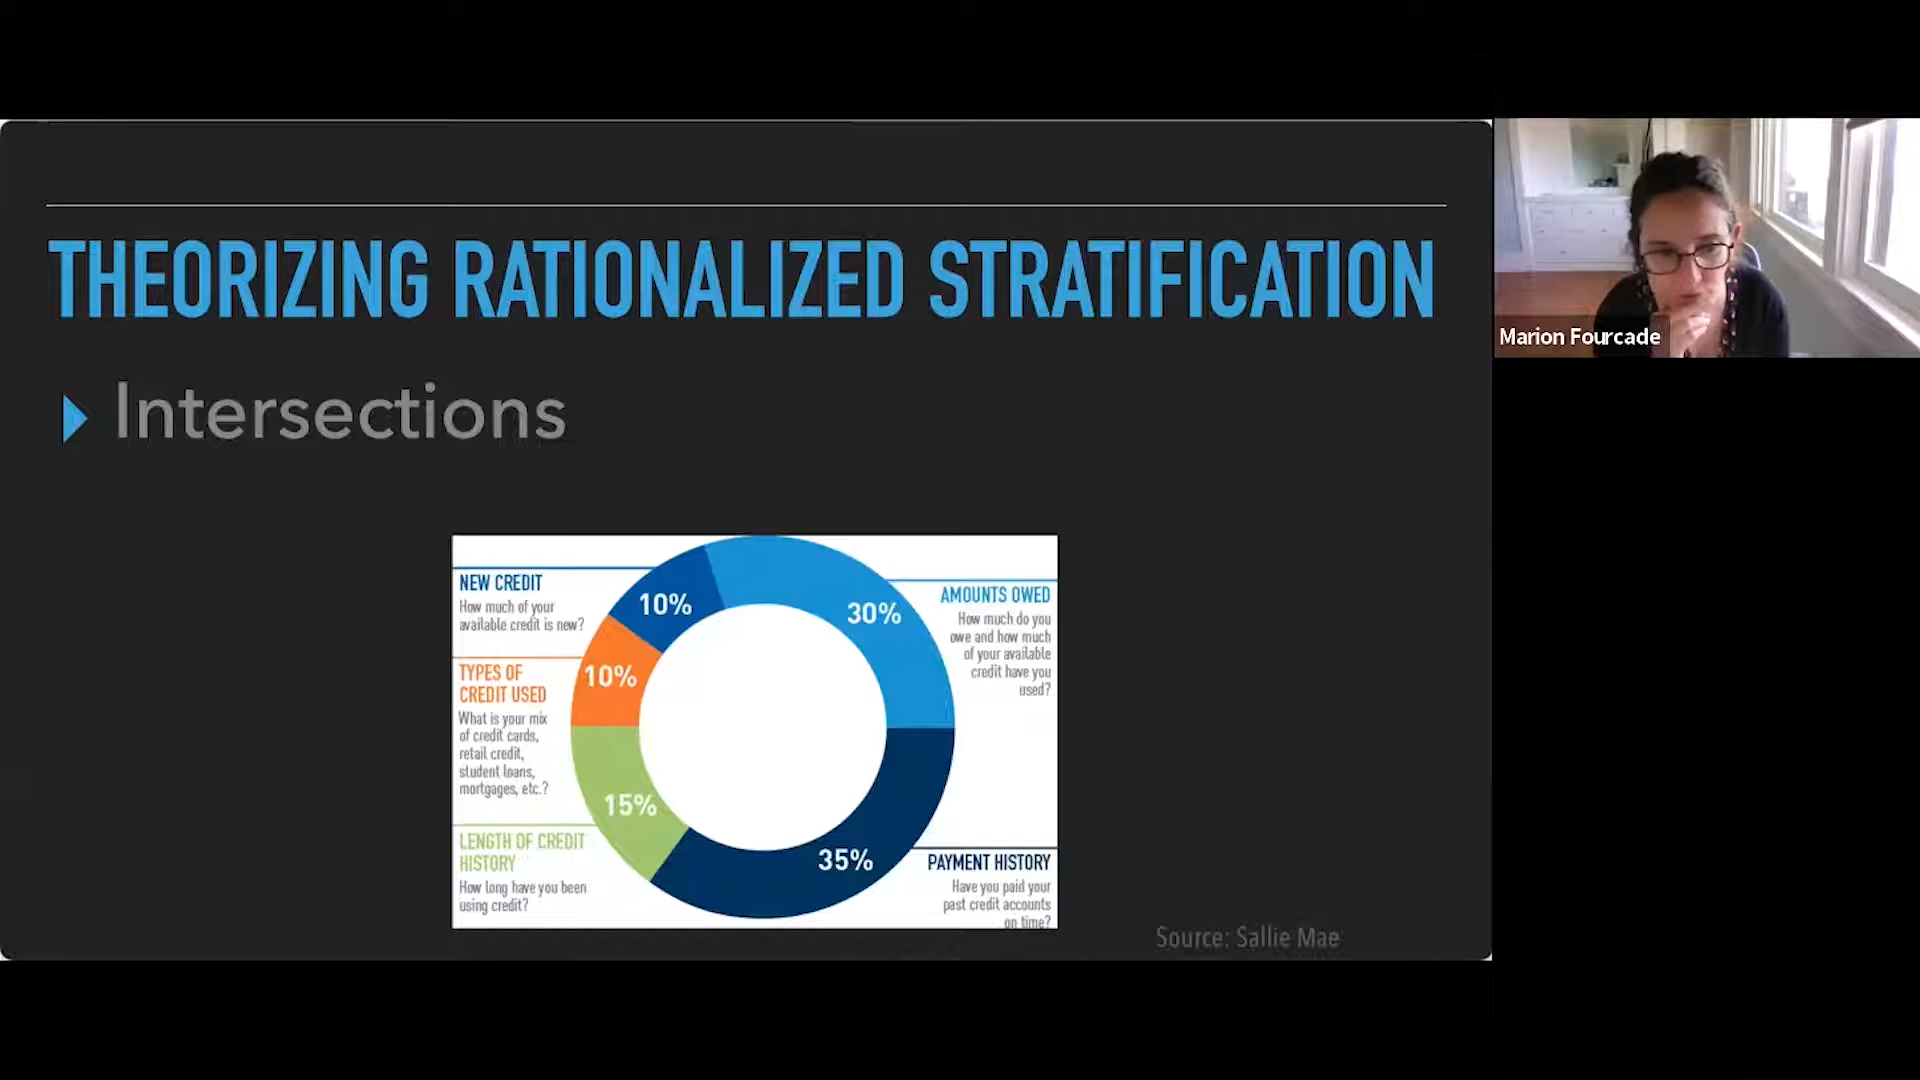 THEORIZING RATIONALIZED STRATIFICATION
Intersections
NEW CREDIT
How much of your
available credit is new?
10%
TYPES OF
CREDIT USED
What is your mix
of credit cards,
retail credit,
student loans,
mortgages, etc.?
10%
LENGTH OF CREDIT
HISTORY
How long have you been
using credit?
15%
30%
AMOUNTS OWED
How much do you
owe and how much
of your available
credit have you
used?
35%
PAYMENT HISTORY
Have you paid your
past credit accounts
on time?
Source: Sallie Mae
Marion Fourcade